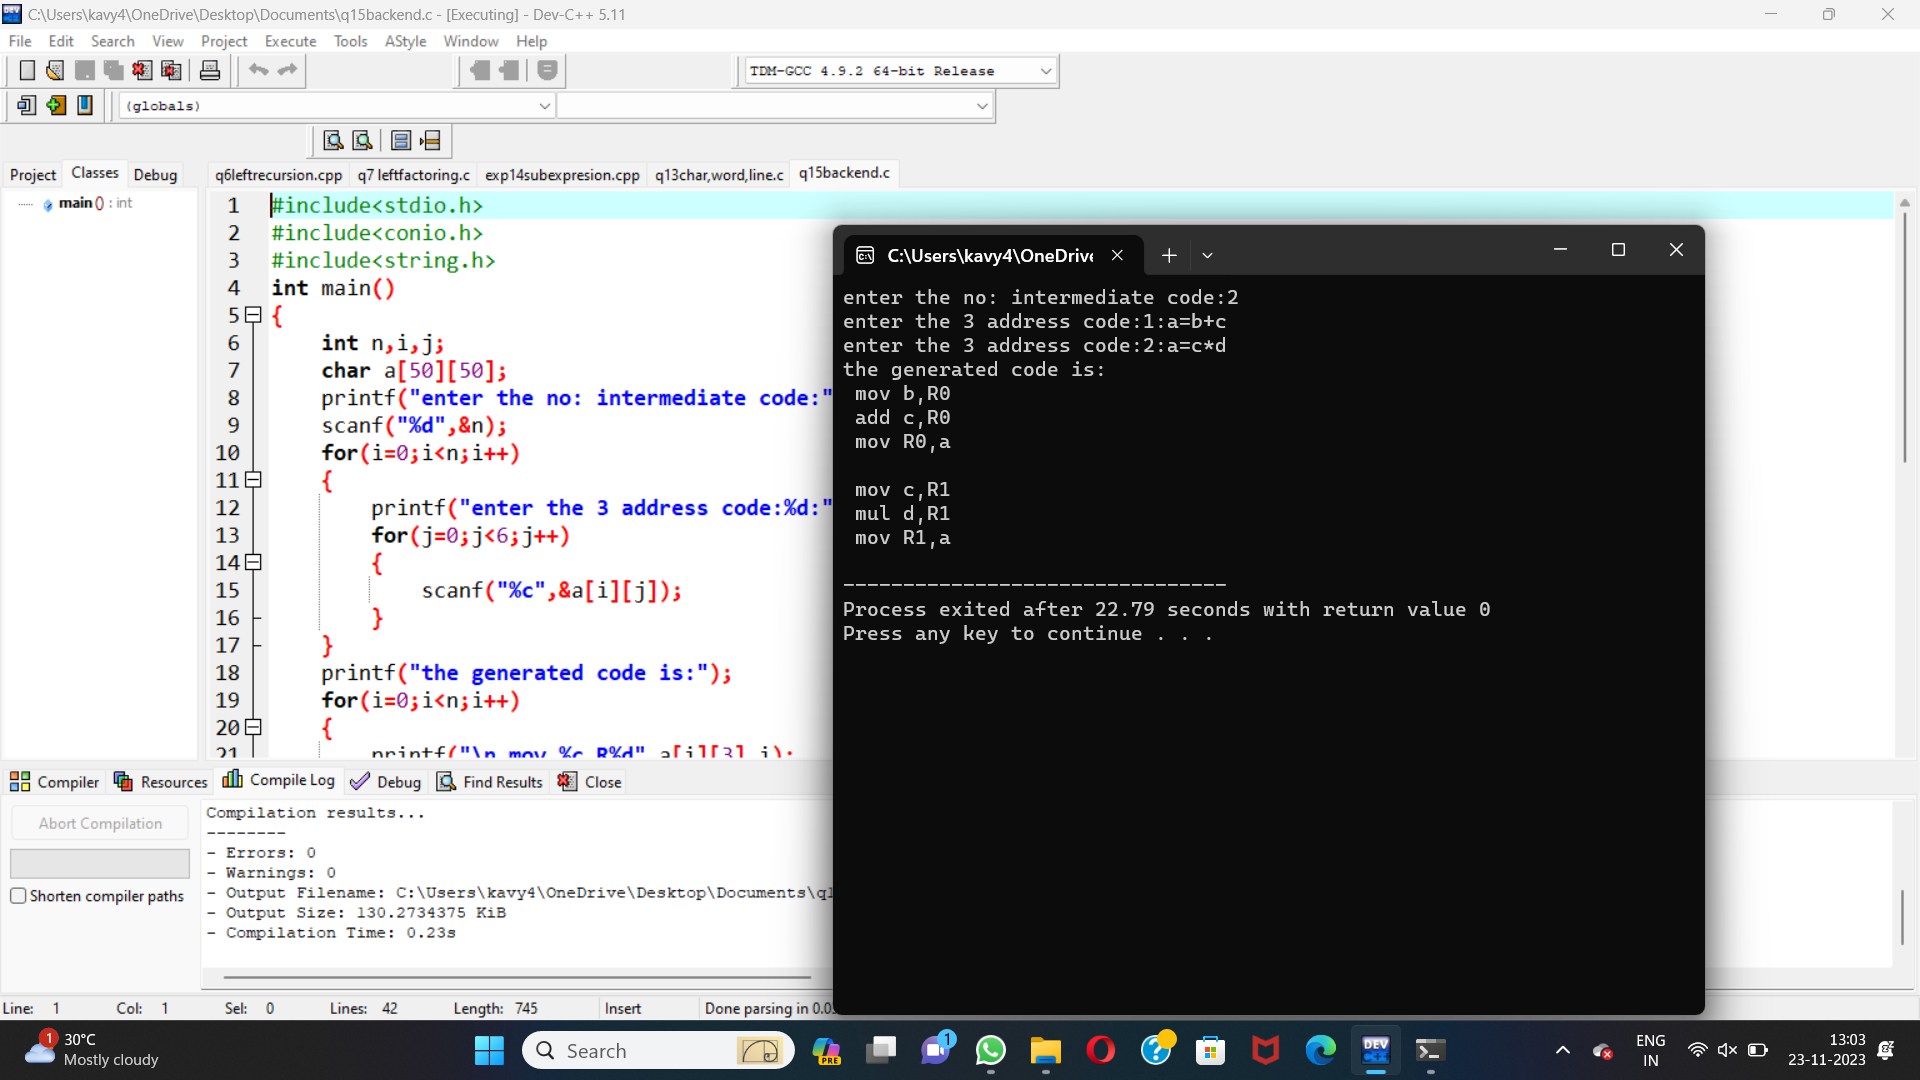 C:\Users\kavy4\OneDrive\Desktop\Documents\q15backend.c - [Executing] - Dev-C++ 5.11
File Edit Search View Project Execute Tools AStyle Window Help
TDM-GCC 4.9.2 64-bit Release
(globals)
Project Classes Debug
q6leftrecursion.cpp q7 leftfactoring.c exp14subexpresion.cpp q13char,word,line.c q15backend.c
main () : int
1 #include<stdio.h>
2 #include<conio.h>
3 #include<string.h>
4 int main()
5 {
6 int n,i,j;
7 char a[50][50];
8 printf("enter the no: intermediate code:"
9 scanf("%d",&n);
10 for(i=0;i<n;i++)
11 {
12 printf("enter the 3 address code:%d:"
13 for(j=0;j<6;j++)
14 {
15 scanf("%c",&a[i][j]);
16 }
17 }
18 printf("the generated code is:");
19 for(i=0;i<n;i++)
20 {
21 printf("\n mov %c,R%d",a[i][3],i);
C:\Users\kavy4\OneDrive
enter the no: intermediate code:2
enter the 3 address code:1:a=b+c
enter the 3 address code:2:a=c*d
the generated code is:
mov b,R0
add c,R0
mov R0,a
mov c,R1
mul d,R1
mov R1,a
--------------------------------
Process exited after 22.79 seconds with return value 0
Press any key to continue . . .
Compiler Resources Compile Log Debug Find Results Close
Abort Compilation
Shorten compiler paths
Compilation results...
--------
- Errors: 0
- Warnings: 0
- Output Filename: C:\Users\kavy4\OneDrive\Desktop\Documents\q1
- Output Size: 130.2734375 KiB
- Compilation Time: 0.23s
Line: 1 Col: 1 Sel: 0 Lines: 42 Length: 745 Insert Done parsing in 0.0
1
30°C
Mostly cloudy
Search
PRE
1
DEV
C++
ENG
IN
13:03
23-11-2023